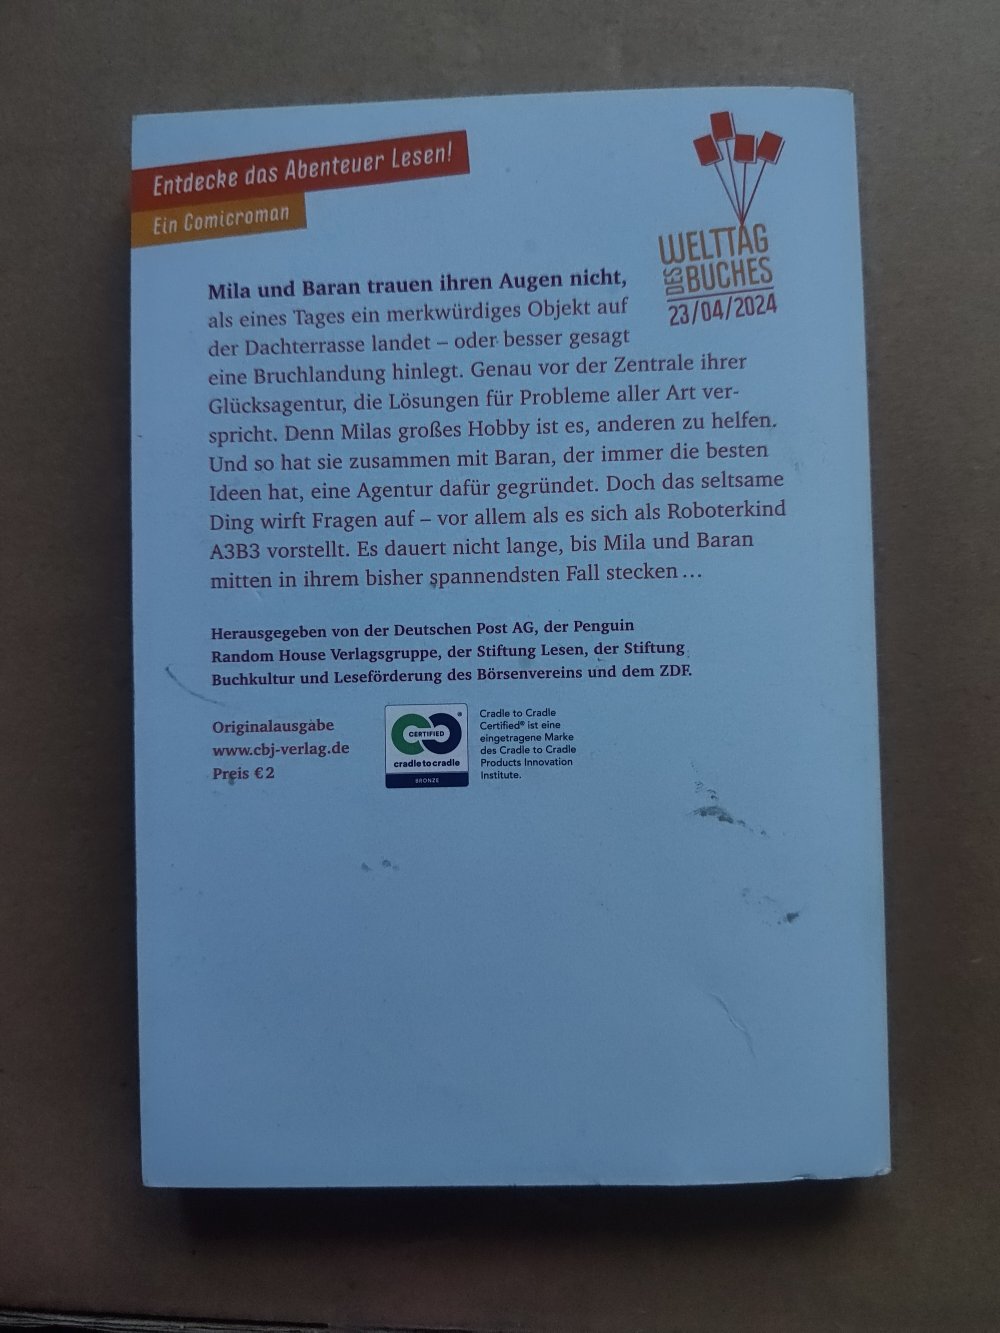 Entdecke das Abenteuer Lesen!
Ein Comicroman
WELTTAG
DES
BUCHES
23/04/2024
Mila und Baran trauen ihren Augen nicht,
als eines Tages ein merkwürdiges Objekt auf
der Dachterrasse landet – oder besser gesagt
eine Bruchlandung hinlegt. Genau vor der Zentrale ihrer
Glücksagentur, die Lösungen für Probleme aller Art ver-
spricht. Denn Milas großes Hobby ist es, anderen zu helfen.
Und so hat sie zusammen mit Baran, der immer die besten
Ideen hat, eine Agentur dafür gegründet. Doch das seltsame
Ding wirft Fragen auf – vor allem als es sich als Roboterkind
A3B3 vorstellt. Es dauert nicht lange, bis Mila und Baran
mitten in ihrem bisher spannendsten Fall stecken ...
Herausgegeben von der Deutschen Post AG, der Penguin
Random House Verlagsgruppe, der Stiftung Lesen, der Stiftung
Buchkultur und Leseförderung des Börsenvereins und dem ZDF.
Originalausgabe
www.cbj-verlag.de
Preis € 2
®
CERTIFIED
cradle to cradle
BRONZE
Cradle to Cradle
Certified® ist eine
eingetragene Marke
des Cradle to Cradle
Products Innovation
Institute.